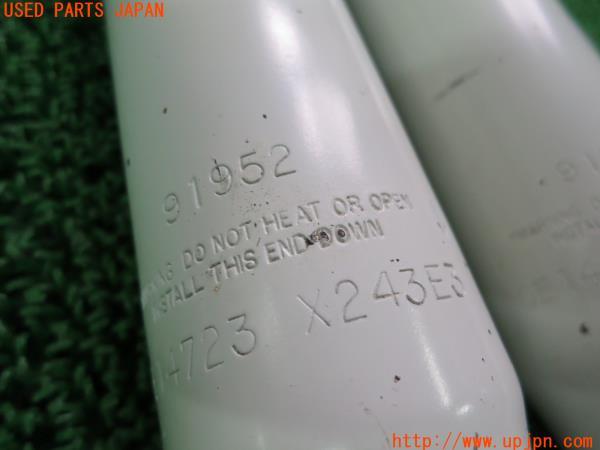 USED PARTS JAPAN
91952
DO NOT HEAT OR OPEN
INSTALL THIS END DOWN
4723 X243E3
91
http://www.upjpn.com/